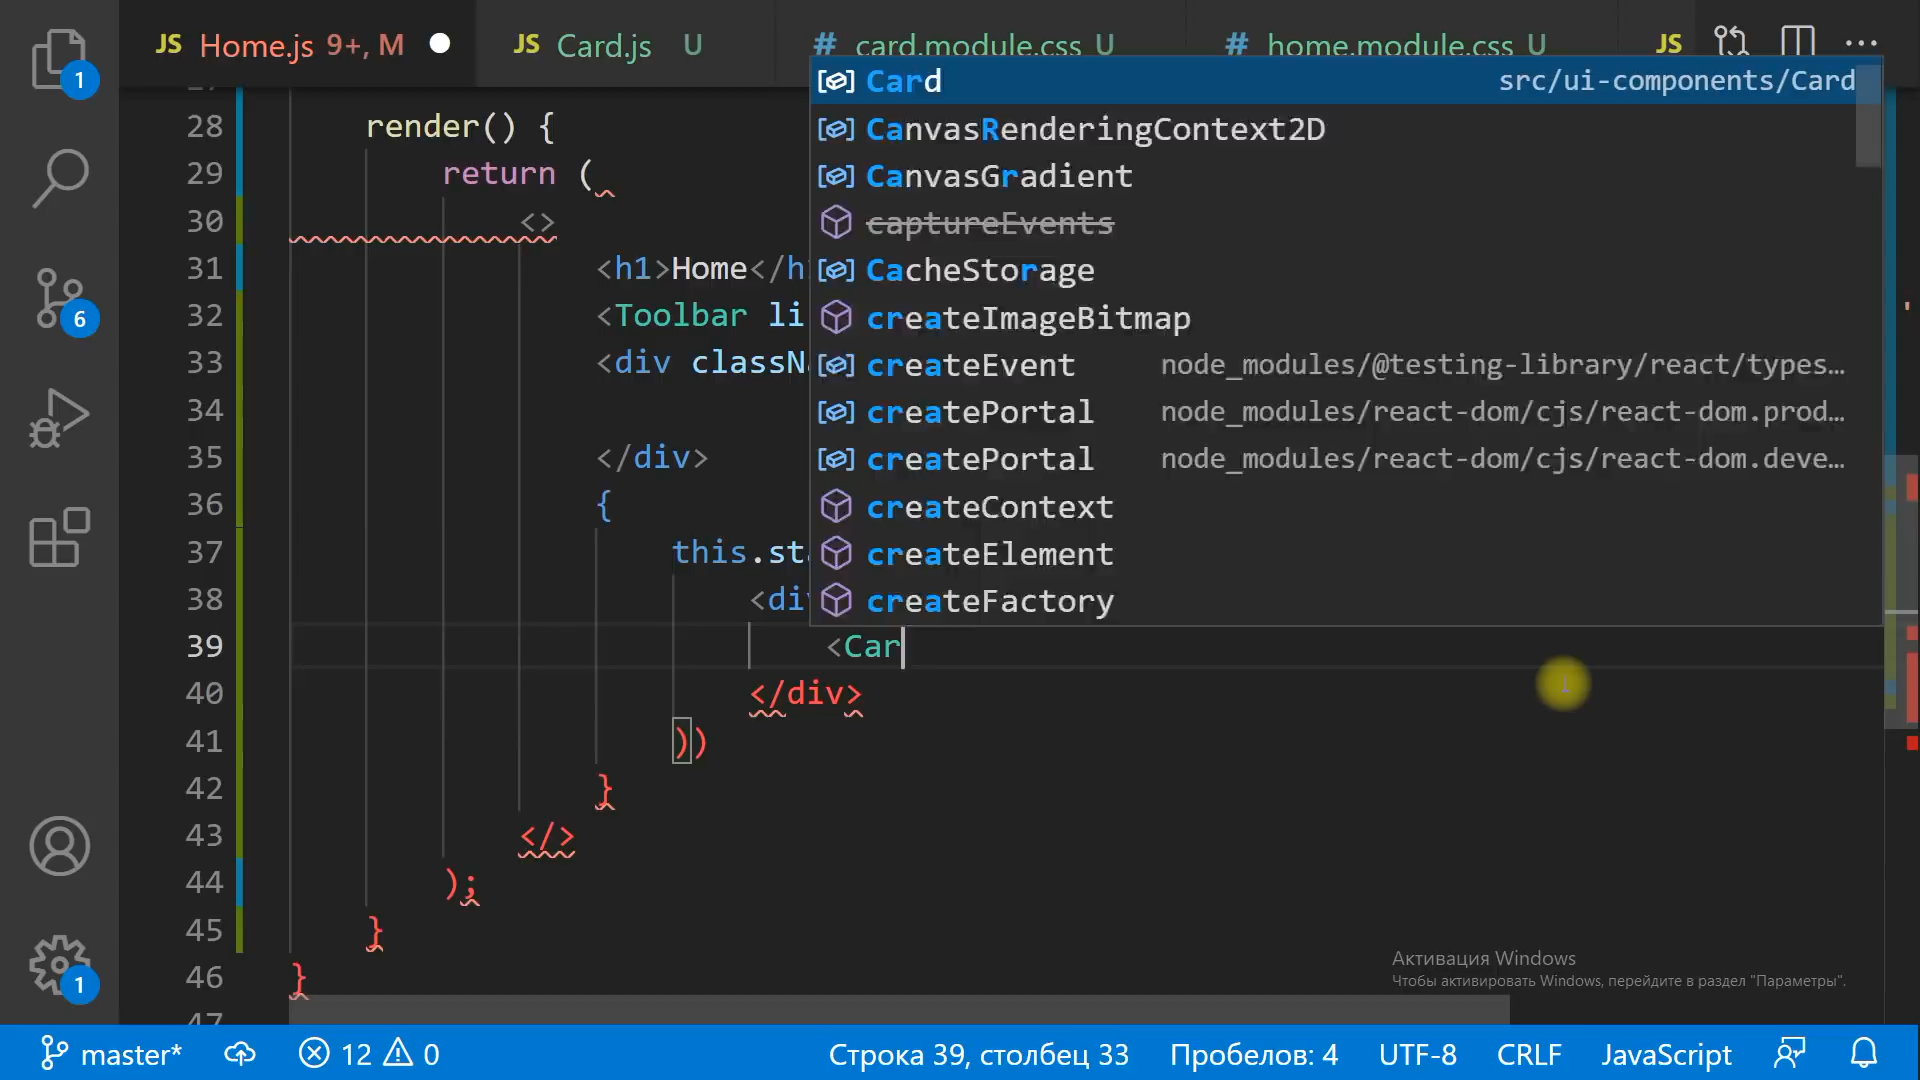 JS Home.js 9+, M JS Card.js U # card.module.css U # home.module.css U JS
28 render() {
29 return (
30 <>
31 <h1>Home</h
32 <Toolbar li
33 <div classNa
34
35 </div>
36 {
37 this.sta
38 <div
39 <Car
40 </div>
41 ))
42 }
43 </>
44 );
45 }
46 }
47
Card src/ui-components/Card
CanvasRenderingContext2D
CanvasGradient
captureEvents
CacheStorage
createImageBitmap
createEvent node_modules/@testing-library/react/types…
createPortal node_modules/react-dom/cjs/react-dom.prod…
createPortal node_modules/react-dom/cjs/react-dom.deve…
createContext
createElement
createFactory
1
6
1
Активация Windows
Чтобы активировать Windows, перейдите в раздел "Параметры".
master* 12 0 Строка 39, столбец 33 Пробелов: 4 UTF-8 CRLF JavaScript